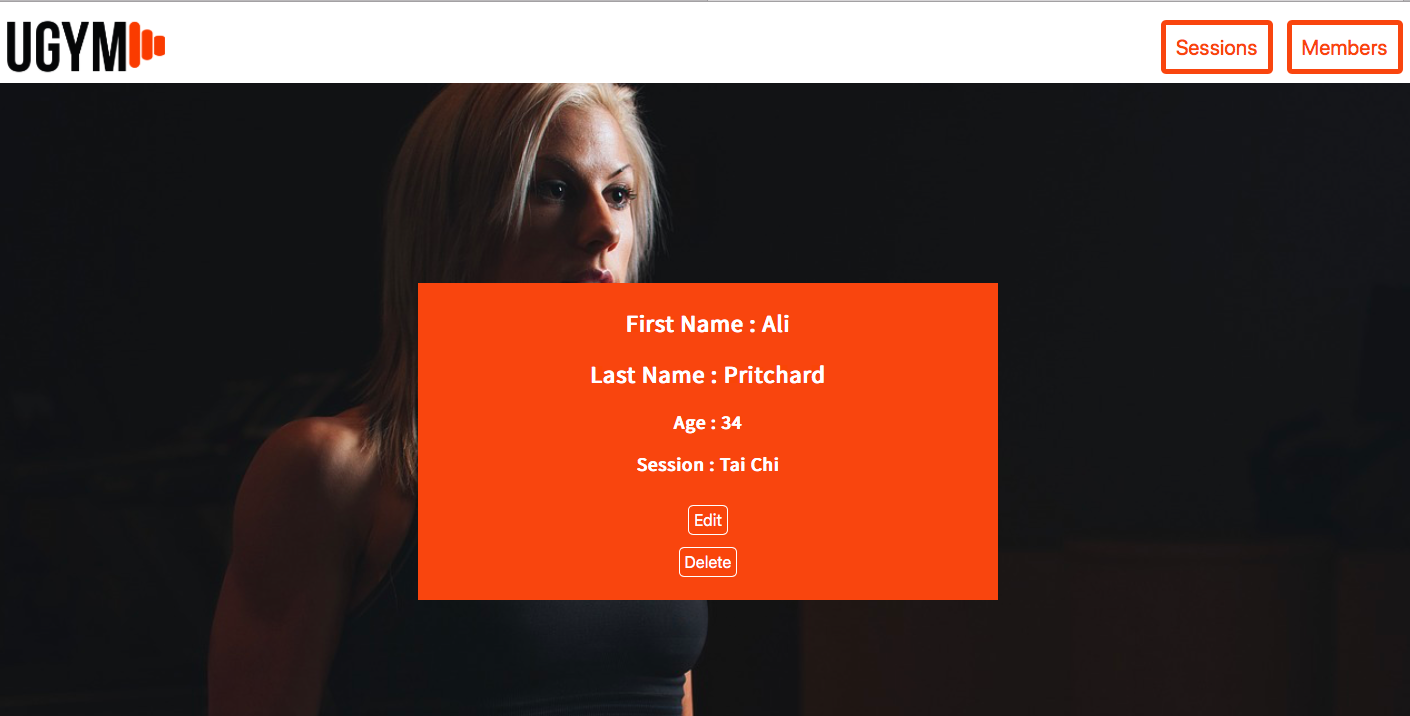 UGYM
Sessions
Members
First Name : Ali
Last Name : Pritchard
Age : 34
Session : Tai Chi
Edit
Delete